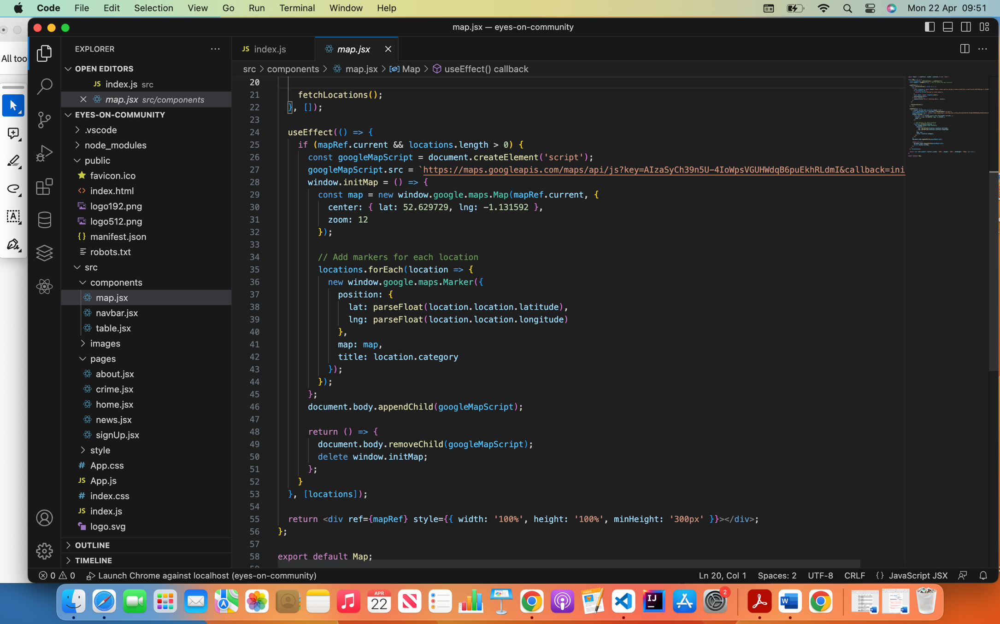 Code File Edit Selection View Go Run Terminal Window Help Mon 22 Apr 09:51
map.jsx — eyes-on-community
All too
EXPLORER
OPEN EDITORS
JS index.js src
map.jsx src/components
EYES-ON-COMMUNITY
.vscode
node_modules
public
favicon.ico
<> index.html
logo192.png
logo512.png
{} manifest.json
robots.txt
src
components
map.jsx
navbar.jsx
table.jsx
images
pages
about.jsx
crime.jsx
home.jsx
news.jsx
signUp.jsx
style
# App.css
JS App.js
# index.css
JS index.js
logo.svg
OUTLINE
TIMELINE
JS index.js
map.jsx
src > components > map.jsx > Map > useEffect() callback
20
21 fetchLocations();
22 }, []);
23
24 useEffect(() => {
25 if (mapRef.current && locations.length > 0) {
26 const googleMapScript = document.createElement('script');
27 googleMapScript.src = `https://maps.googleapis.com/maps/api/js?key=AIzaSyCh39n5U-4IoWpsVGUHWdqB6puEkhRLdmI&callback=ini
28 window.initMap = () => {
29 const map = new window.google.maps.Map(mapRef.current, {
30 center: { lat: 52.629729, lng: -1.131592 },
31 zoom: 12
32 });
33
34 // Add markers for each location
35 locations.forEach(location => {
36 new window.google.maps.Marker({
37 position: {
38 lat: parseFloat(location.location.latitude),
39 lng: parseFloat(location.location.longitude)
40 },
41 map: map,
42 title: location.category
43 });
44 });
45 };
46 document.body.appendChild(googleMapScript);
47
48 return () => {
49 document.body.removeChild(googleMapScript);
50 delete window.initMap;
51 };
52 }
53 }, [locations]);
54
55 return <div ref={mapRef} style={{ width: '100%', height: '100%', minHeight: '300px' }}></div>;
56 };
57
58 export default Map;
0 0 Launch Chrome against localhost (eyes-on-community) Ln 20, Col 1 Spaces: 2 UTF-8 CRLF {} JavaScript JSX
APR
22
IJ
2
W